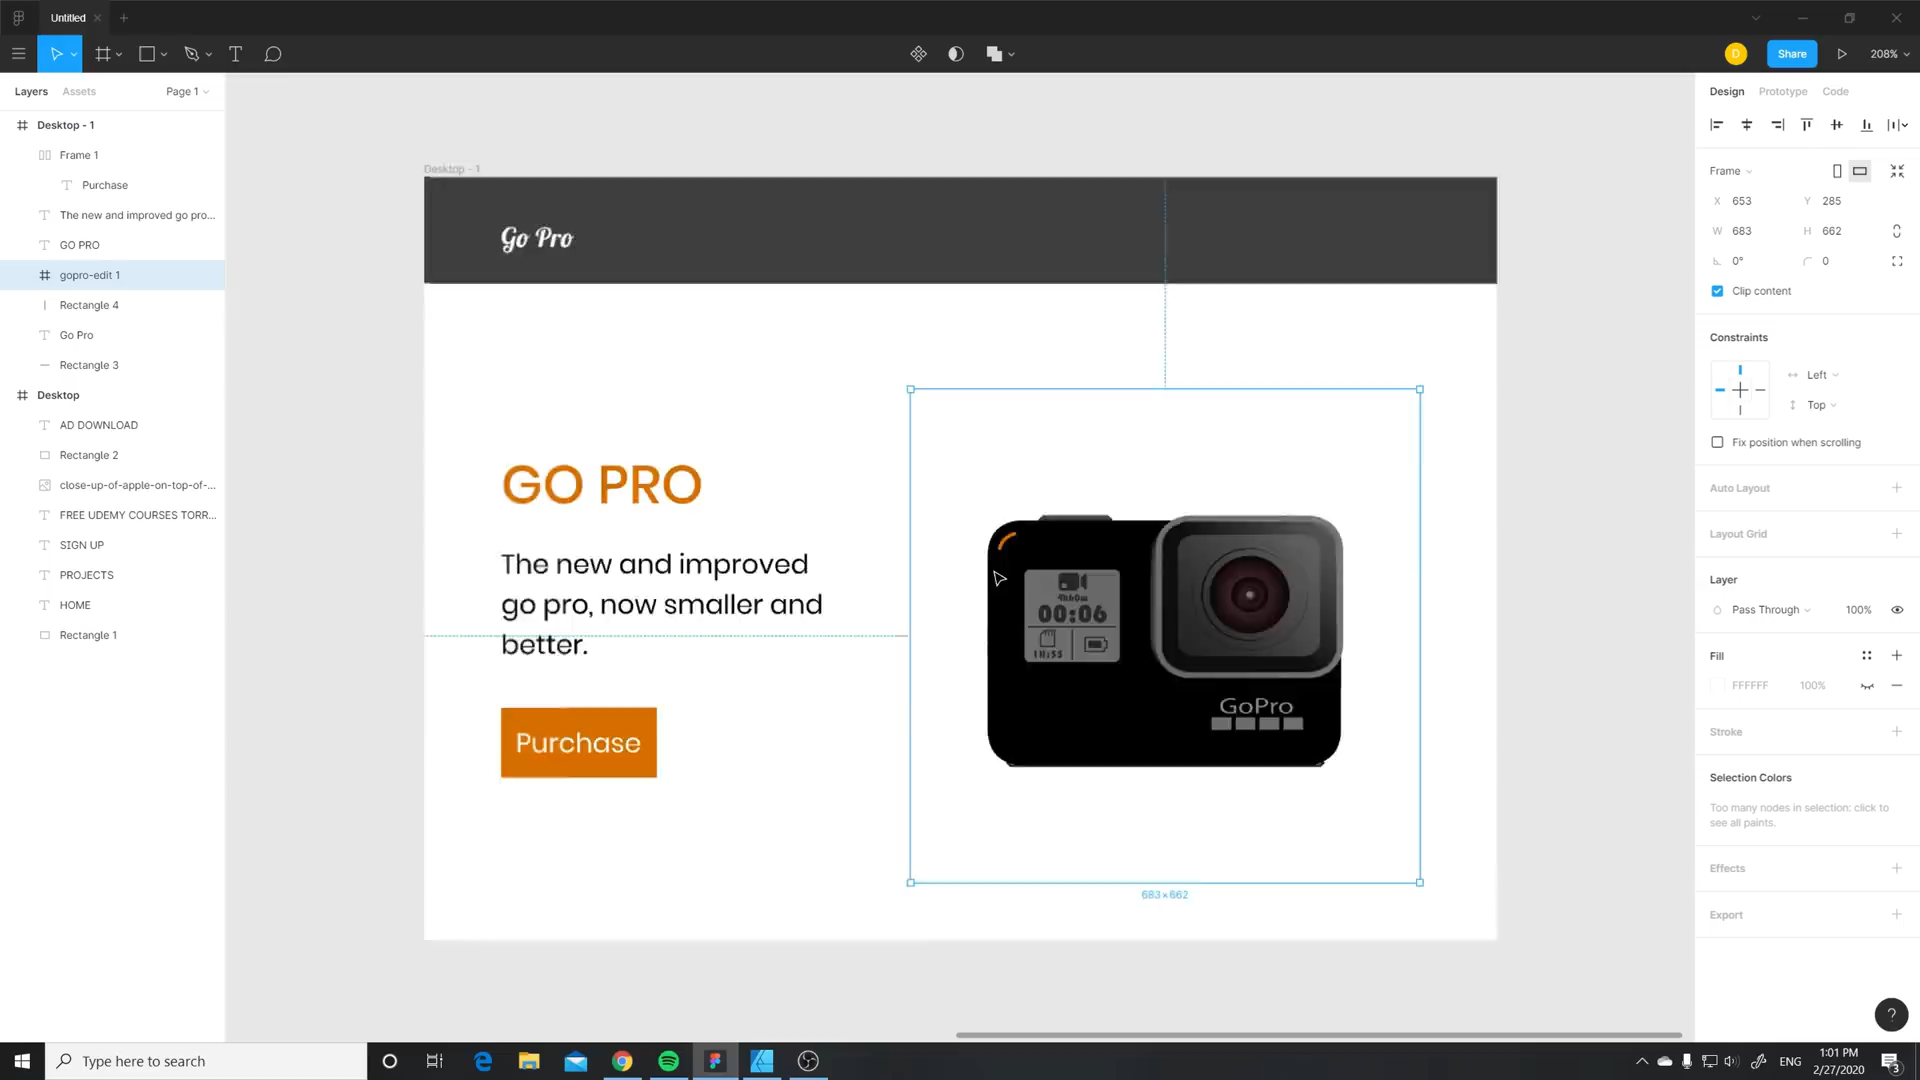 Untitled
Share
208%
Layers
Assets
Page 1
Desktop - 1
Frame 1
Purchase
The new and improved go pro...
GO PRO
gopro-edit 1
Rectangle 4
Go Pro
Rectangle 3
Desktop
AD DOWNLOAD
Rectangle 2
close-up-of-apple-on-top-of-...
FREE UDEMY COURSES TORR...
SIGN UP
PROJECTS
HOME
Rectangle 1
Desktop - 1
Go Pro
GO PRO
The new and improved
go pro, now smaller and
better.
Purchase
00:06
GoPro
683×662
Design
Prototype
Code
Frame
X 653
Y 285
W 683
H 662
0°
0
Clip content
Constraints
Left
Top
Fix position when scrolling
Auto Layout
Layout Grid
Layer
Pass Through
100%
Fill
FFFFFF
100%
Stroke
Selection Colors
Too many nodes in selection: click to
see all paints.
Effects
Export
?
Type here to search
ENG
1:01 PM
2/27/2020
3
D